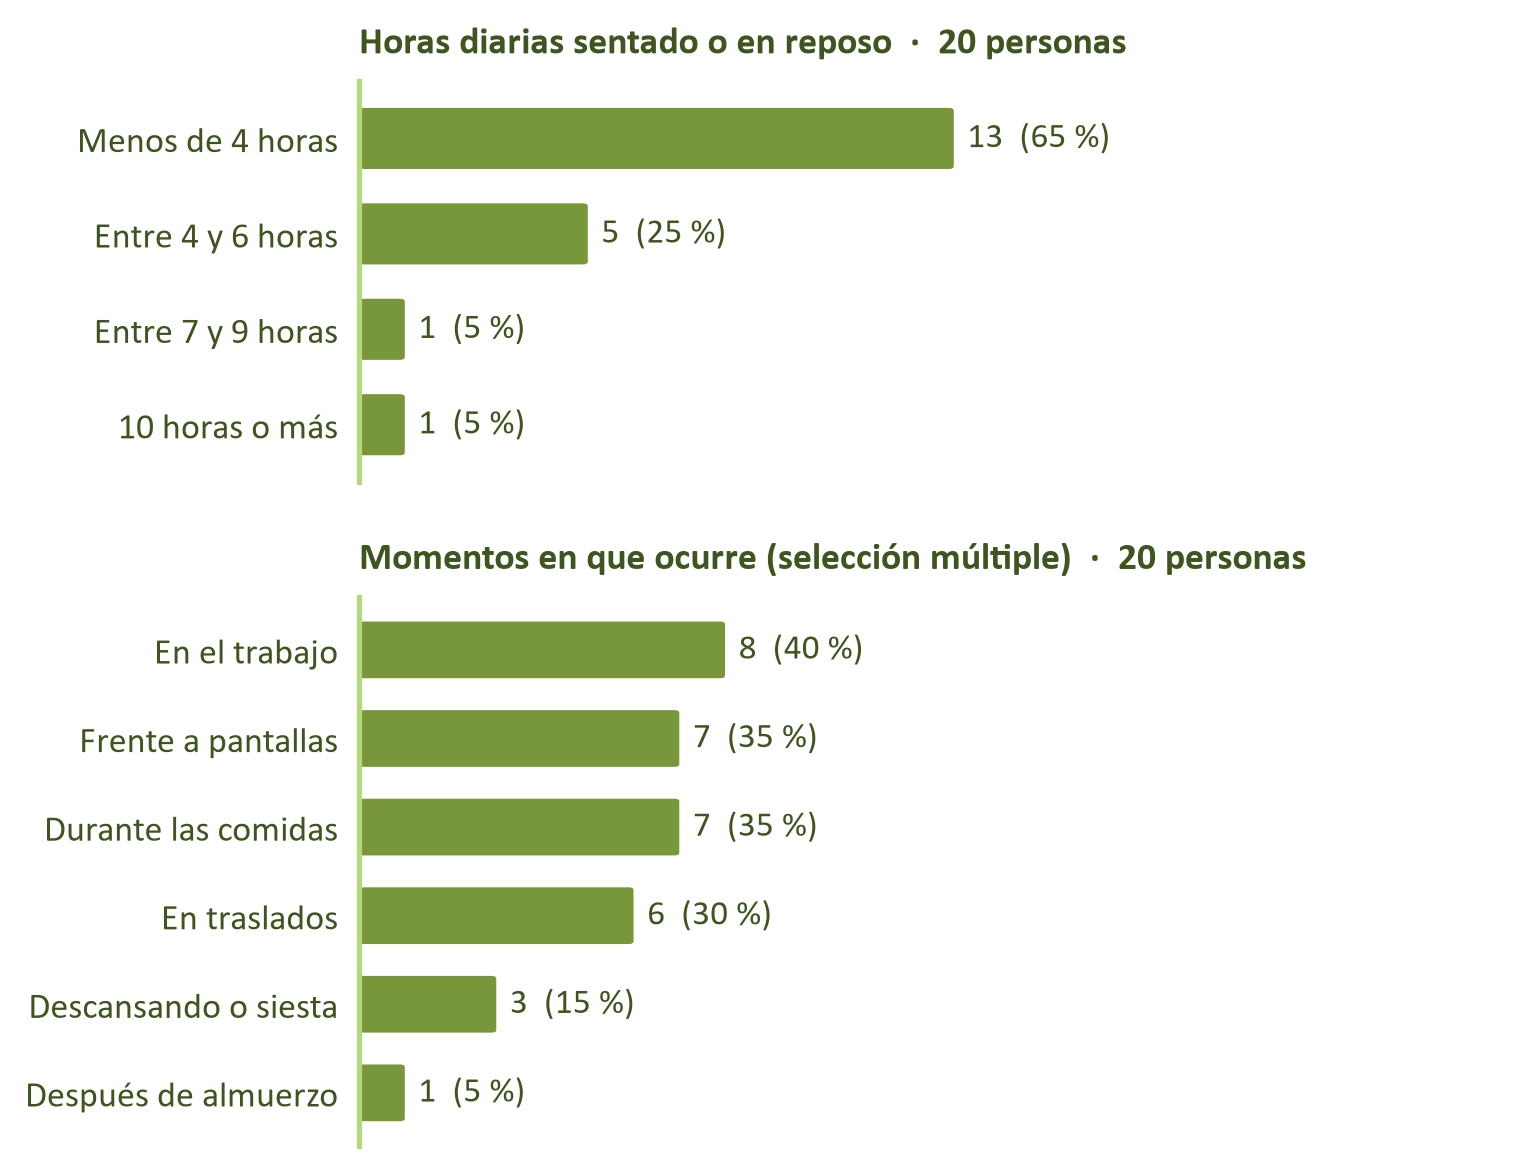 Horas diarias sentado o en reposo · 20 personas
Menos de 4 horas 13 (65 %)
Entre 4 y 6 horas 5 (25 %)
Entre 7 y 9 horas 1 (5 %)
10 horas o más 1 (5 %)
Momentos en que ocurre (selección múltiple) · 20 personas
En el trabajo 8 (40 %)
Frente a pantallas 7 (35 %)
Durante las comidas 7 (35 %)
En traslados 6 (30 %)
Descansando o siesta 3 (15 %)
Después de almuerzo 1 (5 %)